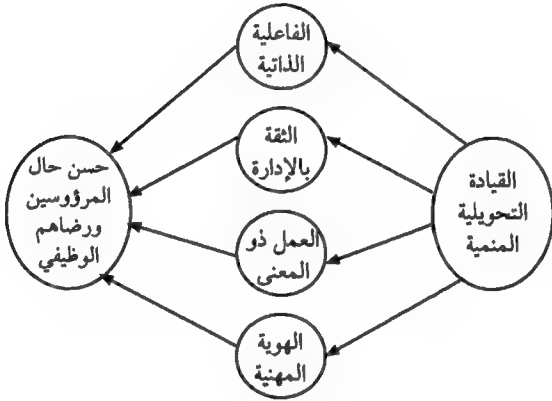 القيادة
التحويلية
المنمية
الفاعلية
الذاتية
الثقة
بالإدارة
العمل ذو
المعنى
الهوية
المهنية
حسن حال
المرؤوسين
ورضاهم
الوظيفي